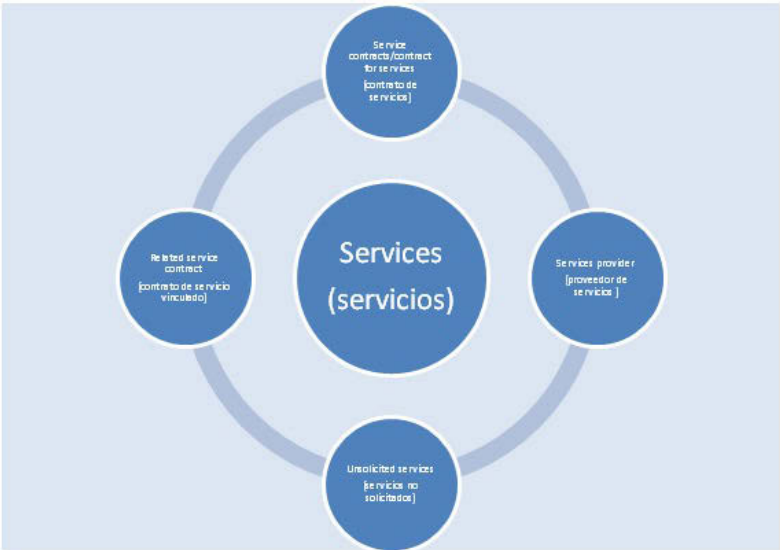 Service
contracts/contract
for services
[contrato de
servicios]
Related service
contract
[contrato de servicio
vinculado]
Services
(servicios)
Services provider
[proveedor de
servicios ]
Unsolicited services
[servicios no
solicitados]